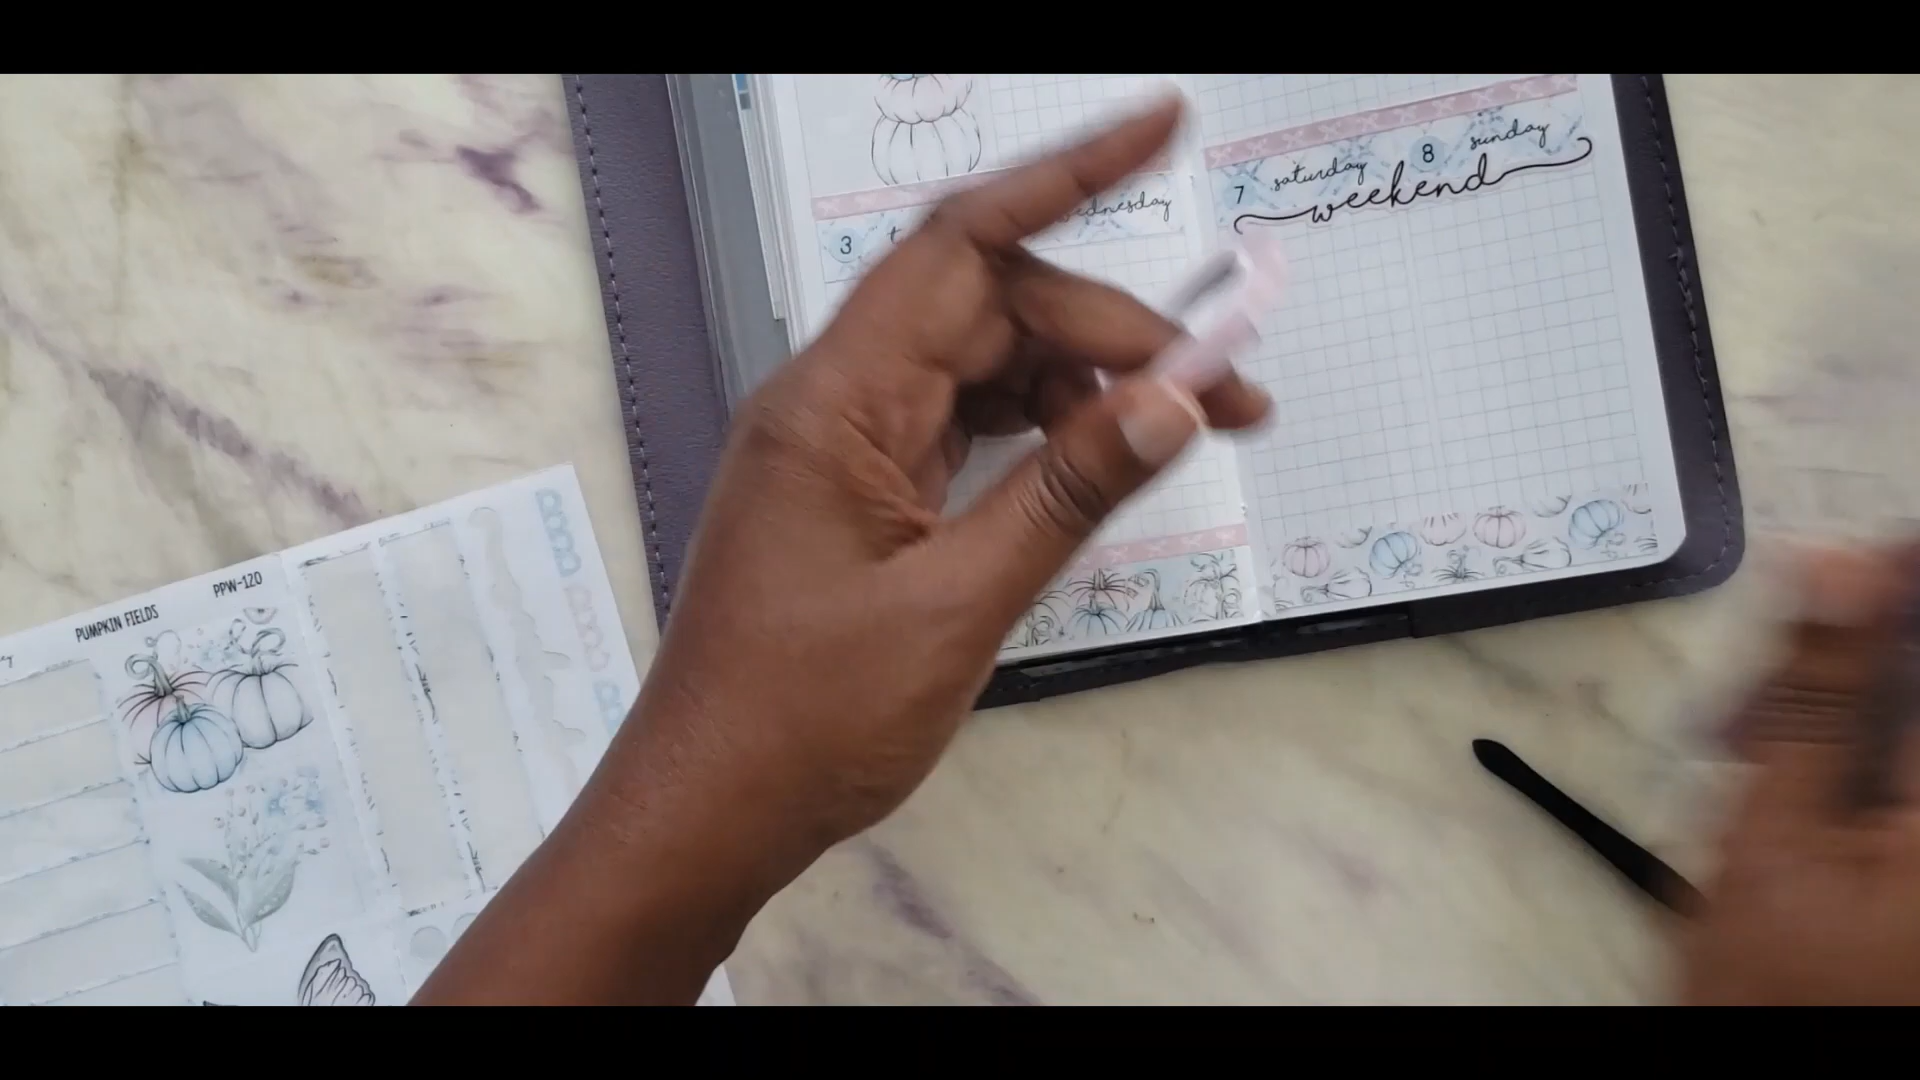 3
wednesday
7 saturday 8 sunday
weekend
PUMPKIN FIELDS PPW-120